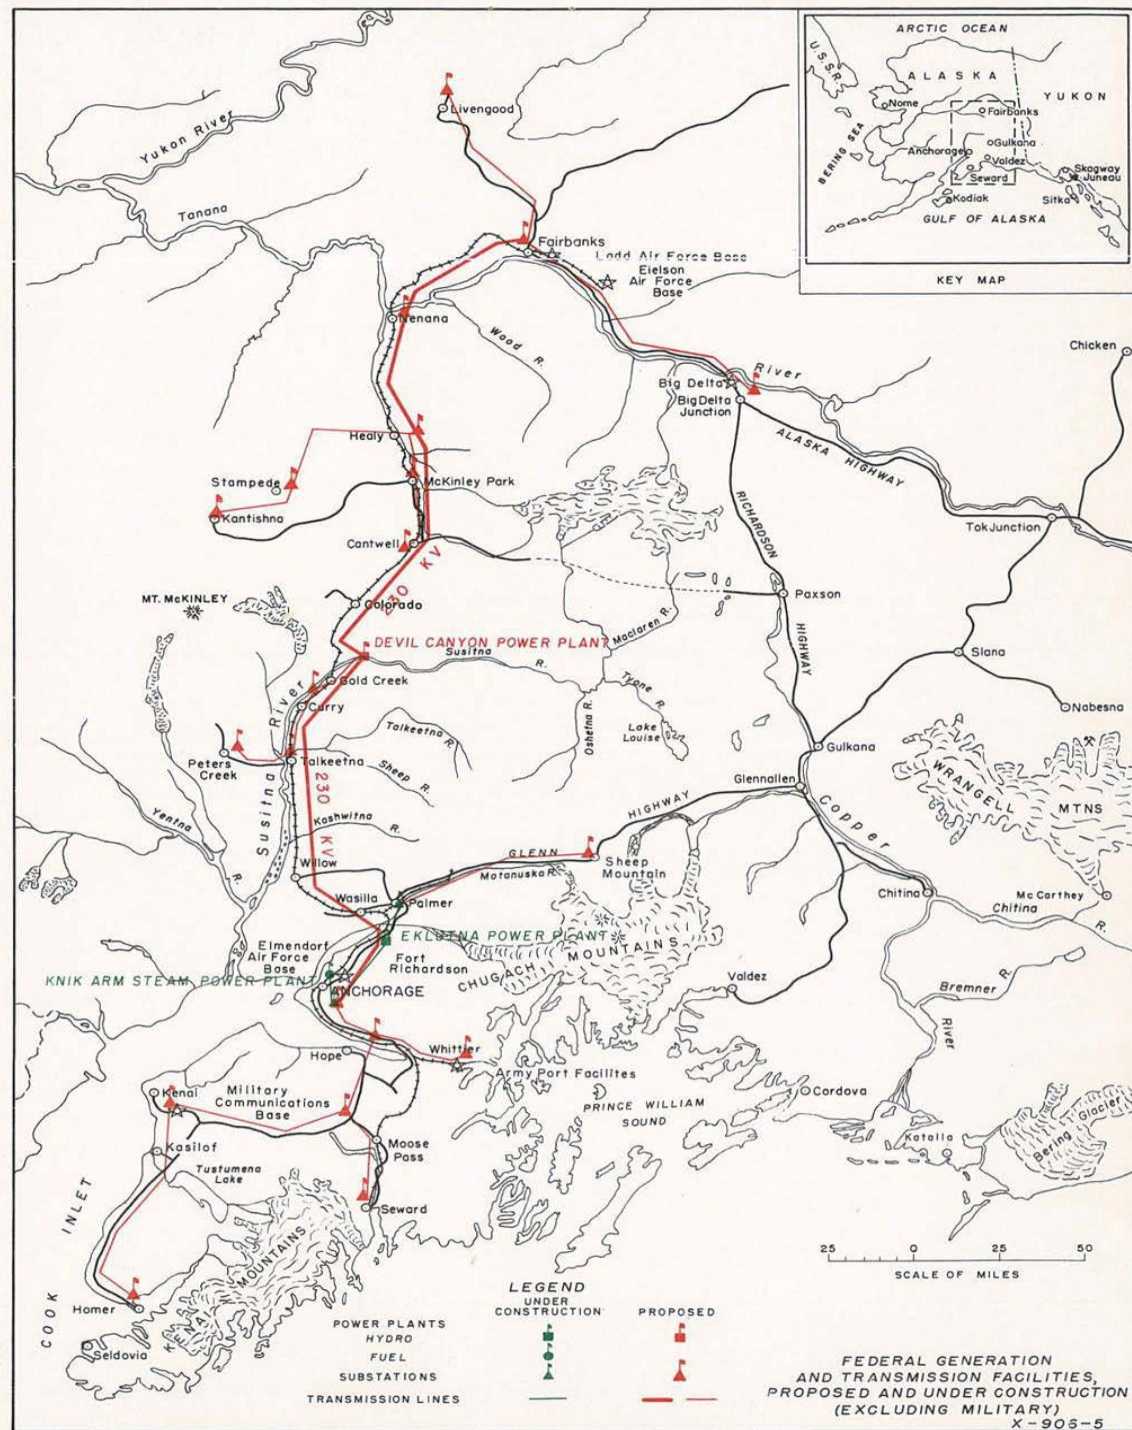 ARCTIC OCEAN
U.S.S.R.
ALASKA
YUKON
Nome
Fairbanks
BERING SEA
Gulkana
Anchorage
Valdez
Skagway
Juneau
Seward
Kodiak
Sitka
GULF OF ALASKA
KEY MAP
Livengood
Yukon River
Tanana
Fairbanks
Ladd Air Force Base
Eielson
Air Force
Base
Nenana
Wood R.
River
Chicken
Big Delta
Big Delta
Junction
Healy
ALASKA HIGHWAY
Stampede
McKinley Park
Kantishna
RICHARDSON
HIGHWAY
Tok Junction
Cantwell
230 KV
MT. McKINLEY
Colorado
Paxson
Maclaren R.
DEVIL CANYON POWER PLANT
Susitna
R.
Slana
Gold Creek
Tyone R.
Curry
Oshetna R.
Nabesna
Susitna River
Talkeetna
R.
Lake
Louise
Gulkana
Peters
Creek
Talkeetna
Sheep R.
Glennallen
WRANGELL
MTNS
230 KV
Yentna
R.
Kashwitna
R.
HIGHWAY
Copper
GLENN
Willow
Matanuska R.
Sheep
Mountain
Wasilla
Palmer
Chitina
McCarthey
Chitina
R.
EKLUTNA POWER PLANT
Elmendorf
Air Force
Base
Fort
Richardson
CHUGACH MOUNTAINS
KNIK ARM STEAM POWER PLANT
ANCHORAGE
Valdez
Bremner R.
River
Hope
Whittier
Army Port Facilites
Kenai
Military
Communications
Base
PRINCE WILLIAM
SOUND
Cordova
Kasilof
Moose
Pass
Katalla
Bering Glacier
Tustumena
Lake
COOK INLET
Seward
KENAI MOUNTAINS
25 0 25 50
SCALE OF MILES
Homer
Seldovia
LEGEND
UNDER
CONSTRUCTION
PROPOSED
POWER PLANTS
HYDRO
FUEL
SUBSTATIONS
TRANSMISSION LINES
FEDERAL GENERATION
AND TRANSMISSION FACILITIES,
PROPOSED AND UNDER CONSTRUCTION
(EXCLUDING MILITARY)
X-906-5